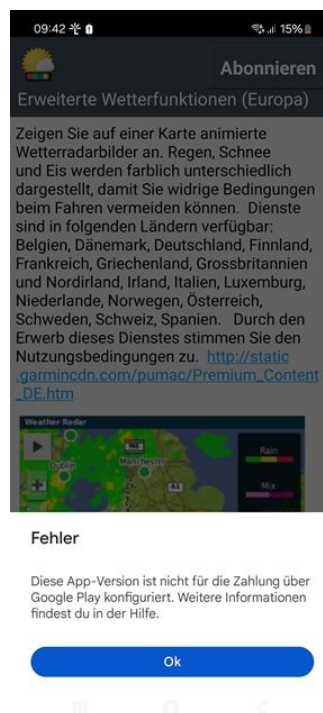 09:42
15%
Abonnieren
Erweiterte Wetterfunktionen (Europa)
Zeigen Sie auf einer Karte animierte
Wetterradarbilder an. Regen, Schnee
und Eis werden farblich unterschiedlich
dargestellt, damit Sie widrige Bedingungen
beim Fahren vermeiden können. Dienste
sind in folgenden Ländern verfügbar:
Belgien, Dänemark, Deutschland, Finnland,
Frankreich, Griechenland, Grossbritannien
und Nordirland, Irland, Italien, Luxemburg,
Niederlande, Norwegen, Österreich,
Schweden, Schweiz, Spanien. Durch den
Erwerb dieses Dienstes stimmen Sie den
Nutzungsbedingungen zu. http://static
.garmincdn.com/pumac/Premium_Content
_DE.htm
Weather Radar
Dublin
Manchester
A1
Rain
Mix
Fehler
Diese App-Version ist nicht für die Zahlung über
Google Play konfiguriert. Weitere Informationen
findest du in der Hilfe.
Ok